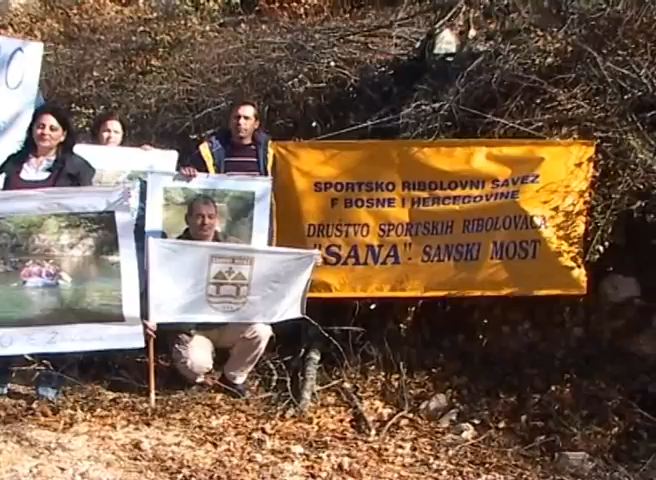 SPORTSKO RIBOLOVNI SAVEZ
F BOSNE I HERCEGOVINE
DRUŠTVO SPORTSKIH RIBOLOVACA
"SANA". SANSKI MOST